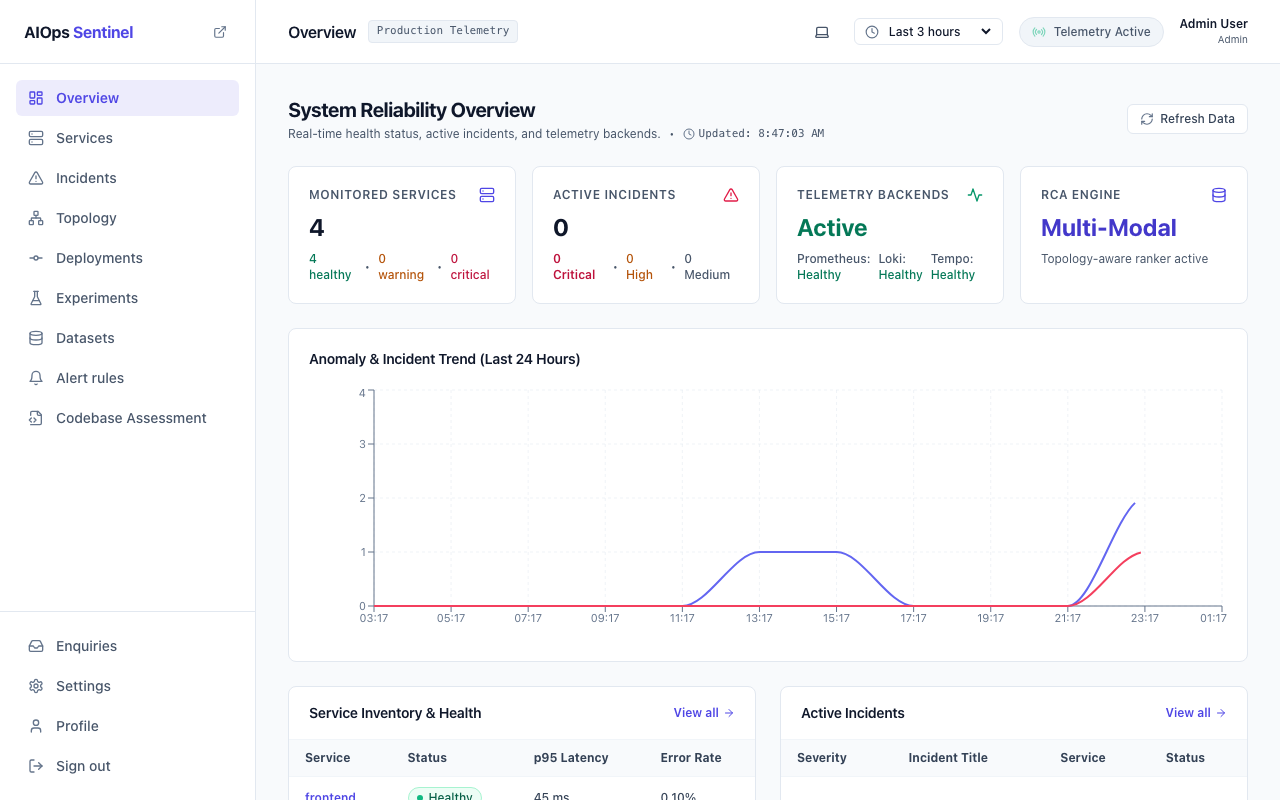 AIOps Sentinel
Overview
Services
Incidents
Topology
Deployments
Experiments
Datasets
Alert rules
Codebase Assessment
Enquiries
Settings
Profile
Sign out
Overview
Production Telemetry
Last 3 hours
Telemetry Active
Admin User
Admin
System Reliability Overview
Real-time health status, active incidents, and telemetry backends. • Updated: 8:47:03 AM
Refresh Data
MONITORED SERVICES
4
4 healthy • 0 warning • 0 critical
ACTIVE INCIDENTS
0
0 Critical • 0 High • 0 Medium
TELEMETRY BACKENDS
Active
Prometheus: Healthy Loki: Healthy Tempo: Healthy
RCA ENGINE
Multi-Modal
Topology-aware ranker active
Anomaly & Incident Trend (Last 24 Hours)
4
3
2
1
0
03:17 05:17 07:17 09:17 11:17 13:17 15:17 17:17 19:17 21:17 23:17 01:17
Service Inventory & Health
View all
Service Status p95 Latency Error Rate
frontend Healthy 45 ms 0.10%
Active Incidents
View all
Severity Incident Title Service Status